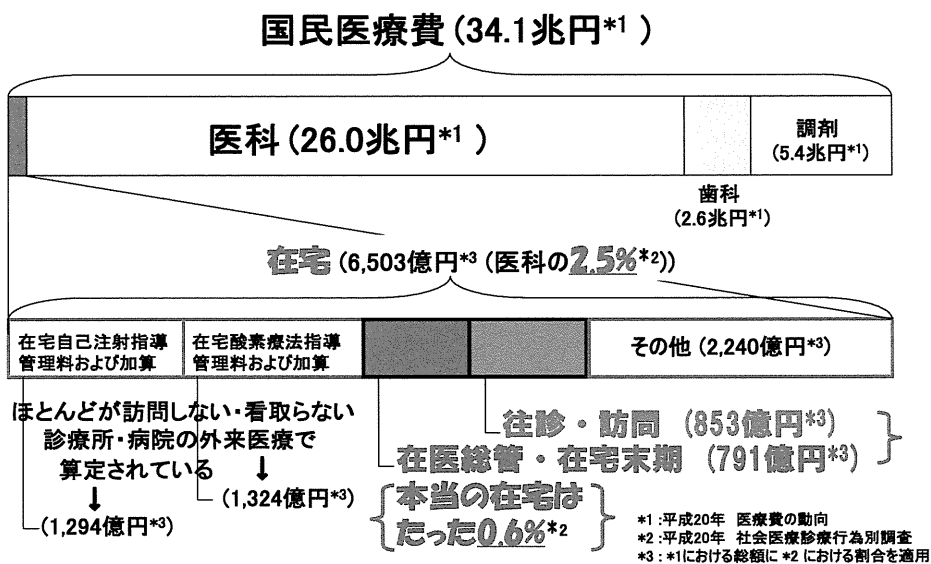 国民医療費（34.1兆円*1 ）
医科（26.0兆円*1 ）
調剤
（5.4兆円*1）
歯科
（2.6兆円*1）
在宅（6,503億円*3（医科の2.5%*2））
在宅自己注射指導
管理料および加算
在宅酸素療法指導
管理料および加算
その他（2,240億円*3）
ほとんどが訪問しない・看取らない
診療所・病院の外来医療で
算定されている
↓
↓
（1,294億円*3）
（1,324億円*3）
往診・訪問 （853億円*3）
在医総管・在宅末期 （791億円*3）
本当の在宅は
たった0.6%*2
*1：平成20年 医療費の動向
*2：平成20年 社会医療診療行為別調査
*3：*1における総額に*2における割合を適用